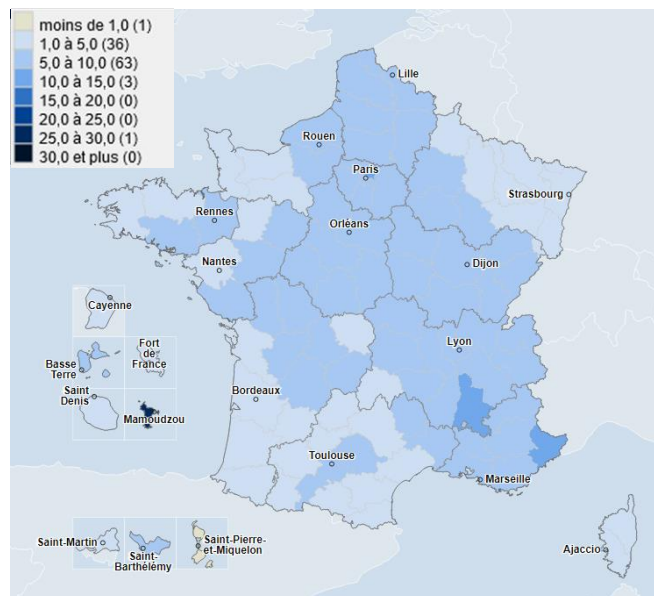 moins de 1,0 (1)
1,0 à 5,0 (36)
5,0 à 10,0 (63)
10,0 à 15,0 (3)
15,0 à 20,0 (0)
20,0 à 25,0 (0)
25,0 à 30,0 (1)
30,0 et plus (0)
Lille
Rouen
Paris
Strasbourg
Rennes
Orléans
Nantes
Dijon
Cayenne
Lyon
Fort
de
France
Basse
Terre
Saint
Denis
Bordeaux
Mamoudzou
Toulouse
Marseille
Saint-Martin
Saint-
Barthélémy
Saint-Pierre-
et-Miquelon
Ajaccio